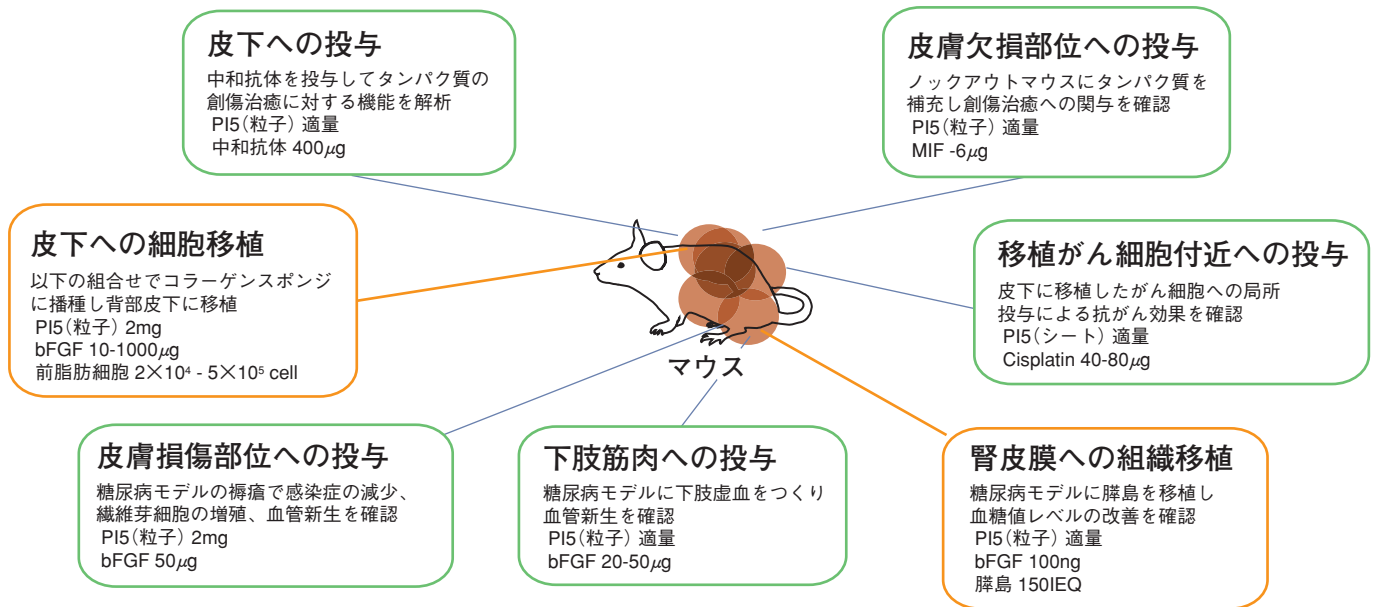 皮下への投与
中和抗体を投与してタンパク質の
創傷治癒に対する機能を解析
PI5(粒子) 適量
中和抗体 400μg
皮膚欠損部位への投与
ノックアウトマウスにタンパク質を
補充し創傷治癒への関与を確認
PI5(粒子) 適量
MIF -6μg
皮下への細胞移植
以下の組合せでコラーゲンスポンジ
に播種し背部皮下に移植
PI5(粒子) 2mg
bFGF 10-1000μg
前脂肪細胞 2×10⁴ - 5×10⁵ cell
移植がん細胞付近への投与
皮下に移植したがん細胞への局所
投与による抗がん効果を確認
PI5(シート) 適量
Cisplatin 40-80μg
マウス
皮膚損傷部位への投与
糖尿病モデルの褥瘡で感染症の減少、
繊維芽細胞の増殖、血管新生を確認
PI5(粒子) 2mg
bFGF 50μg
下肢筋肉への投与
糖尿病モデルに下肢虚血をつくり
血管新生を確認
PI5(粒子) 適量
bFGF 20-50μg
腎皮膜への組織移植
糖尿病モデルに膵島を移植し
血糖値レベルの改善を確認
PI5(粒子) 適量
bFGF 100ng
膵島 150IEQ